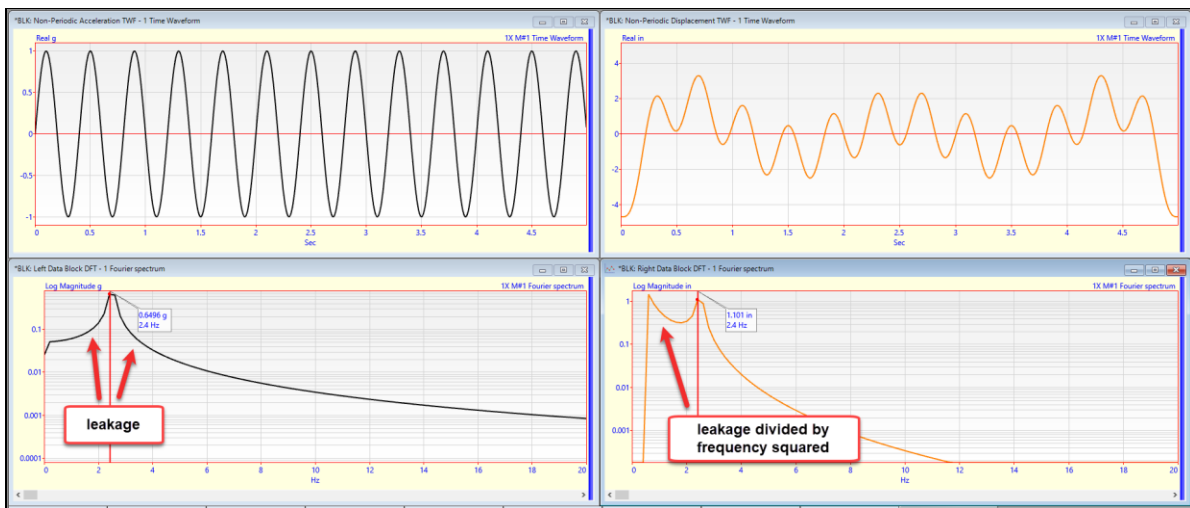 *BLK: Non-Periodic Acceleration TWF - 1 Time Waveform
Real g
1X M#1 Time Waveform
1
0.5
0
-0.5
-1
0 0.5 1 1.5 2 2.5 3 3.5 4 4.5
Sec
*BLK: Non-Periodic Displacement TWF - 1 Time Waveform
Real in
1X M#1 Time Waveform
4
2
0
-2
-4
0 0.5 1 1.5 2 2.5 3 3.5 4 4.5
Sec
*BLK: Left Data Block DFT - 1 Fourier spectrum
Log Magnitude g
1X M#1 Fourier spectrum
0.6496 g
2.4 Hz
0.1
0.01
0.001
0.0001
leakage
0 2 4 6 8 10 12 14 16 18 20
Hz
*BLK: Right Data Block DFT - 1 Fourier spectrum
Log Magnitude in
1X M#1 Fourier spectrum
1.101 in
2.4 Hz
1
0.1
0.01
0.001
leakage divided by
frequency squared
0 2 4 6 8 10 12 14 16 18 20
Hz